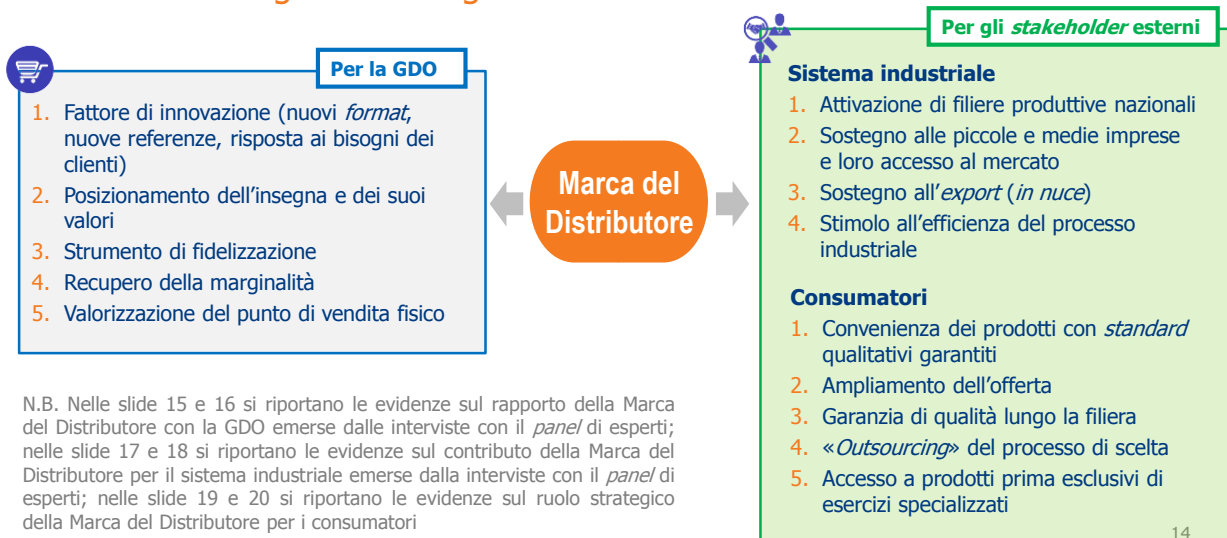 Per la GDO
1. Fattore di innovazione (nuovi format,
nuove referenze, risposta ai bisogni dei
clienti)
2. Posizionamento dell'insegna e dei suoi
valori
3. Strumento di fidelizzazione
4. Recupero della marginalità
5. Valorizzazione del punto di vendita fisico
Marca del
Distributore
Per gli stakeholder esterni
Sistema industriale
1. Attivazione di filiere produttive nazionali
2. Sostegno alle piccole e medie imprese
e loro accesso al mercato
3. Sostegno all'export (in nuce)
4. Stimolo all'efficienza del processo
industriale
Consumatori
1. Convenienza dei prodotti con standard
qualitativi garantiti
2. Ampliamento dell'offerta
3. Garanzia di qualità lungo la filiera
4. «Outsourcing» del processo di scelta
5. Accesso a prodotti prima esclusivi di
esercizi specializzati
N.B. Nelle slide 15 e 16 si riportano le evidenze sul rapporto della Marca
del Distributore con la GDO emerse dalle interviste con il panel di esperti;
nelle slide 17 e 18 si riportano le evidenze sul contributo della Marca del
Distributore per il sistema industriale emerse dalla interviste con il panel di
esperti; nelle slide 19 e 20 si riportano le evidenze sul ruolo strategico
della Marca del Distributore per i consumatori
14